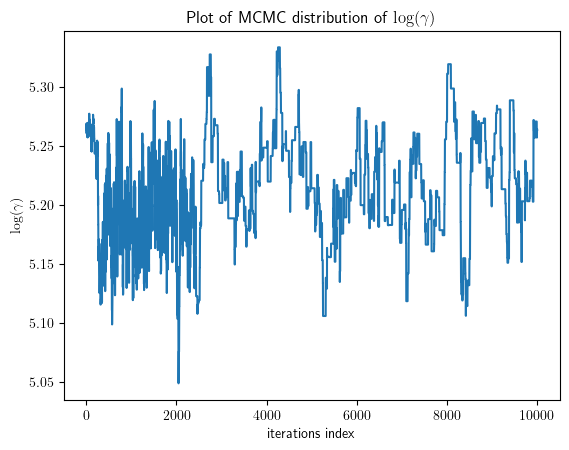 Plot of MCMC distribution of log(γ)
5.30
5.25
5.20
5.15
5.10
5.05
log(γ)
0 2000 4000 6000 8000 10000
iterations index